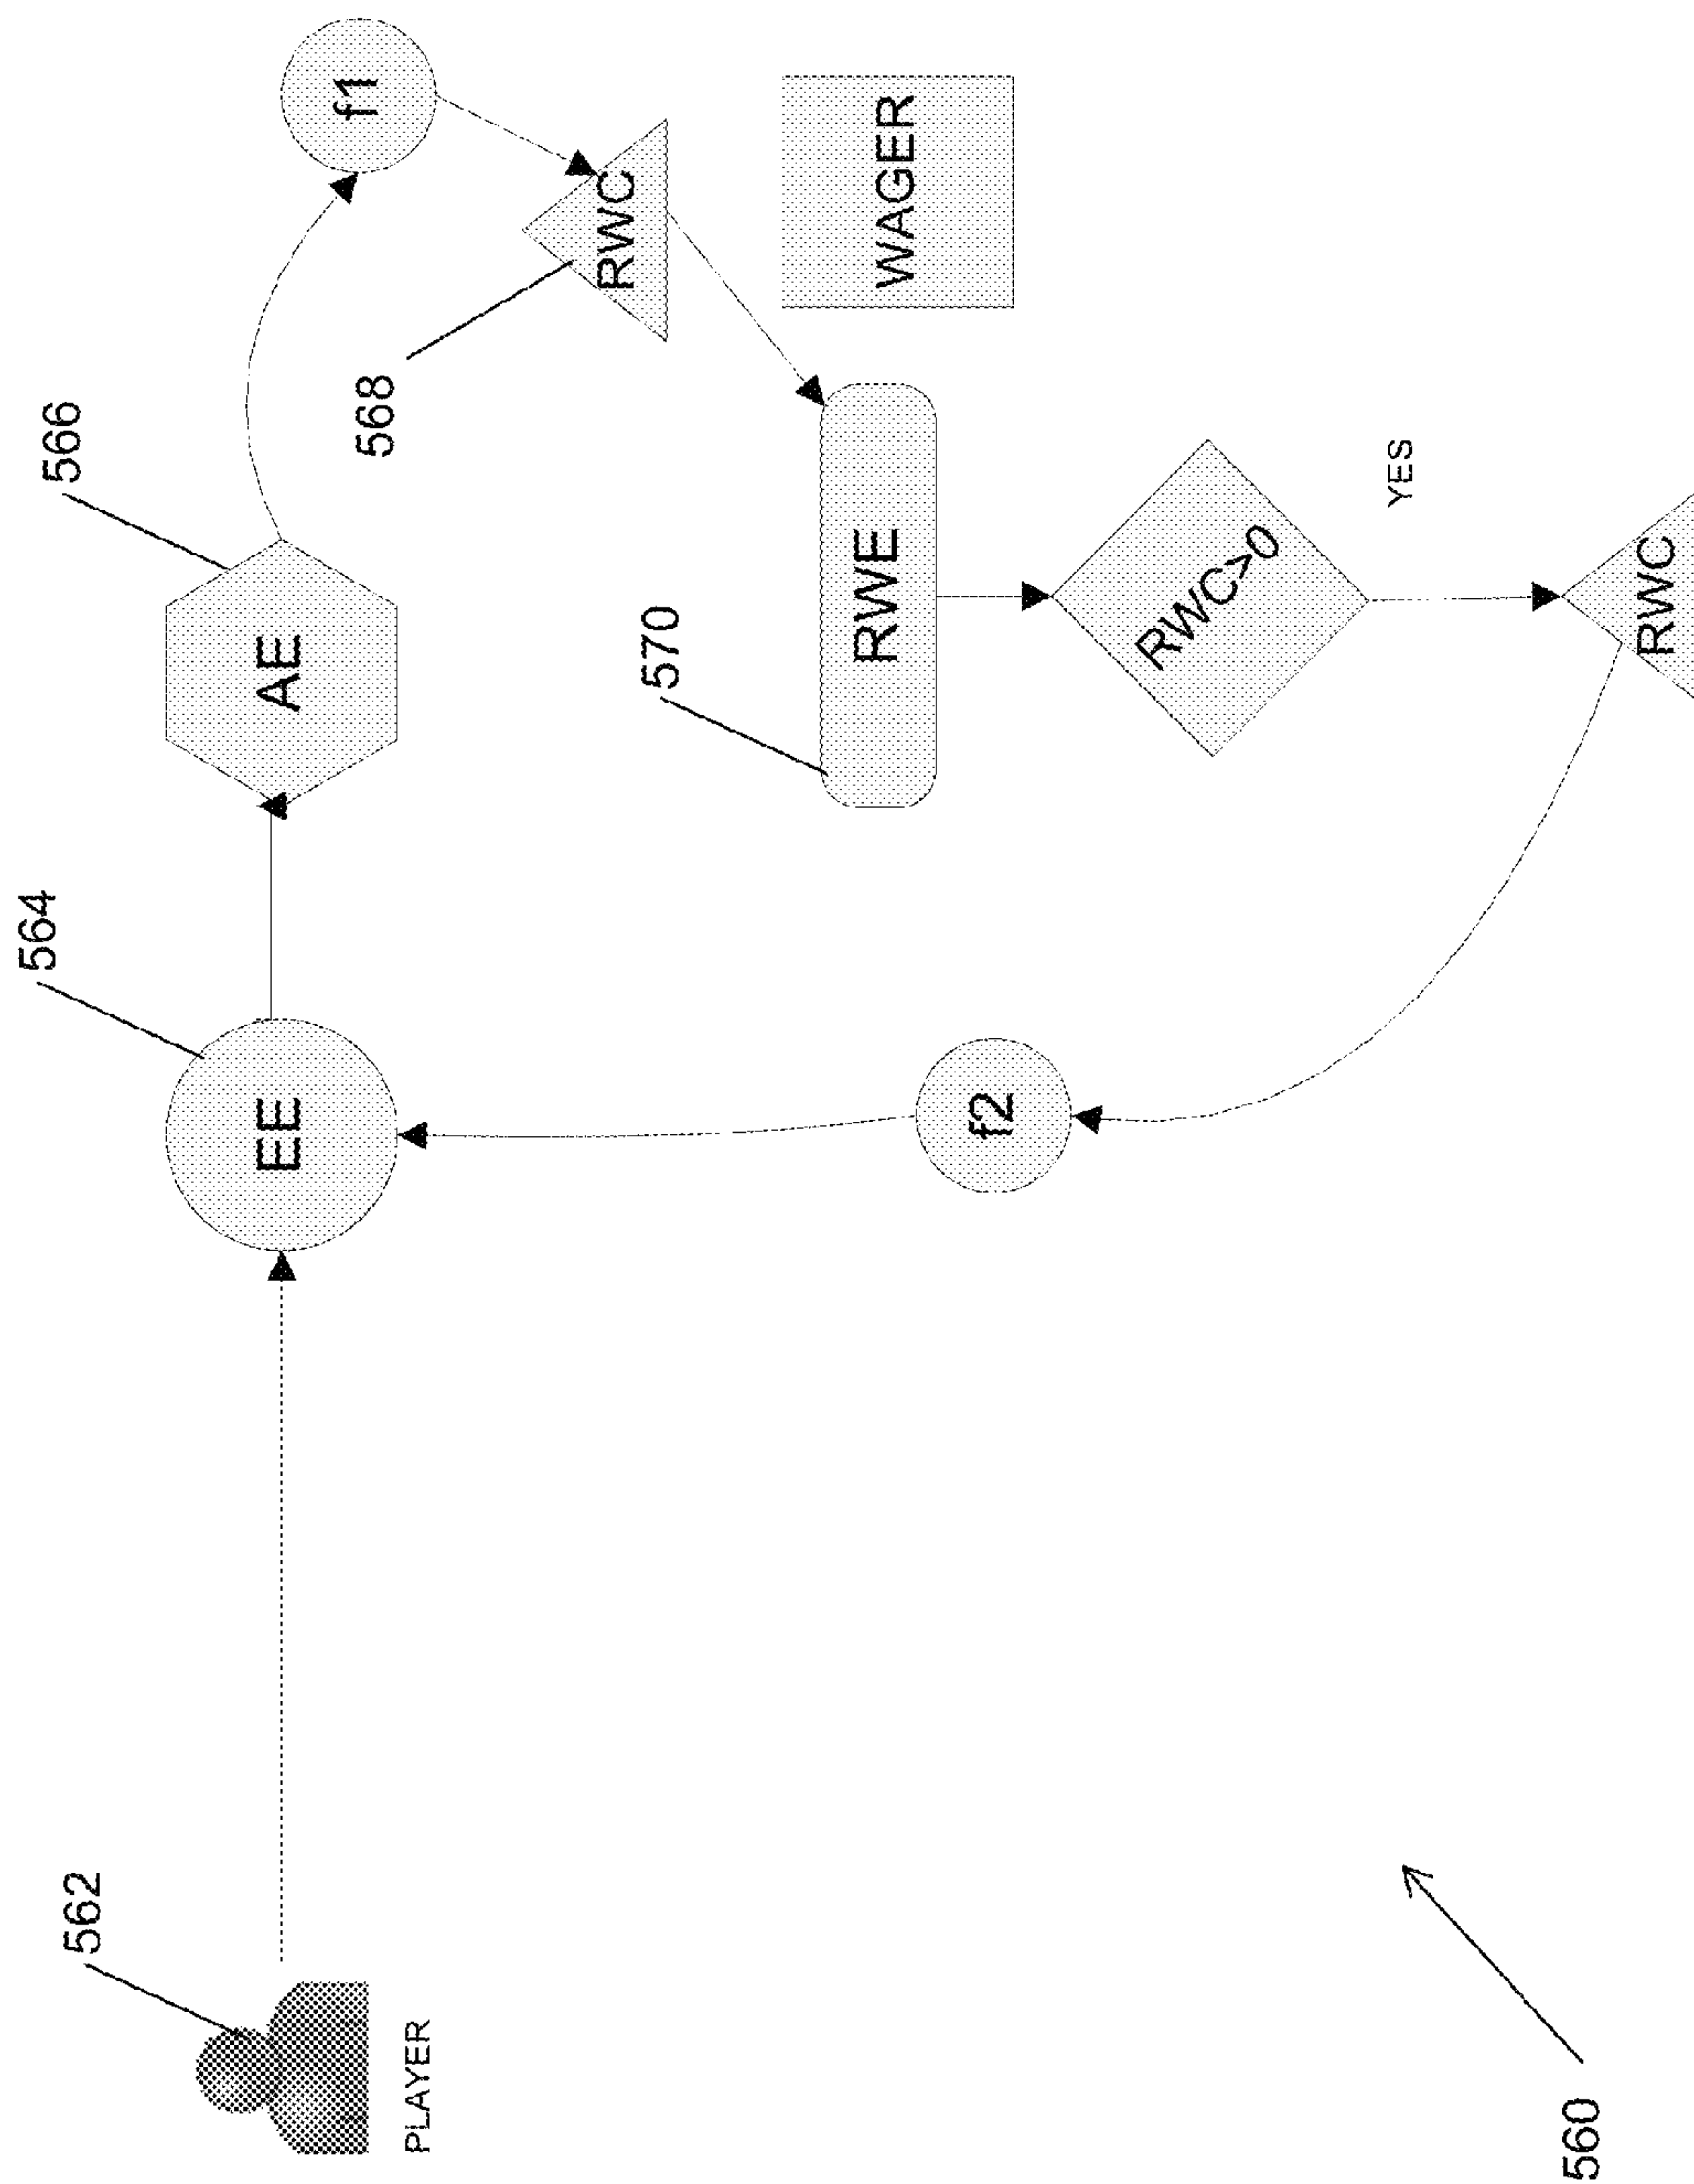 562
564
566
PLAYER
EE
AE
f1
568
RWC
570
RWE
WAGER
f2
RWC>0
YES
RWC
560